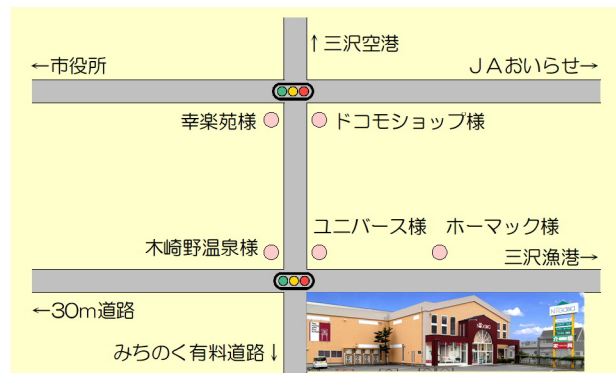 ↑三沢空港
←市役所
JAおいらせ→
幸楽苑様
ドコモショップ様
ユニバース様
ホーマック様
木崎野温泉様
三沢漁港→
←30m道路
みちのく有料道路↓